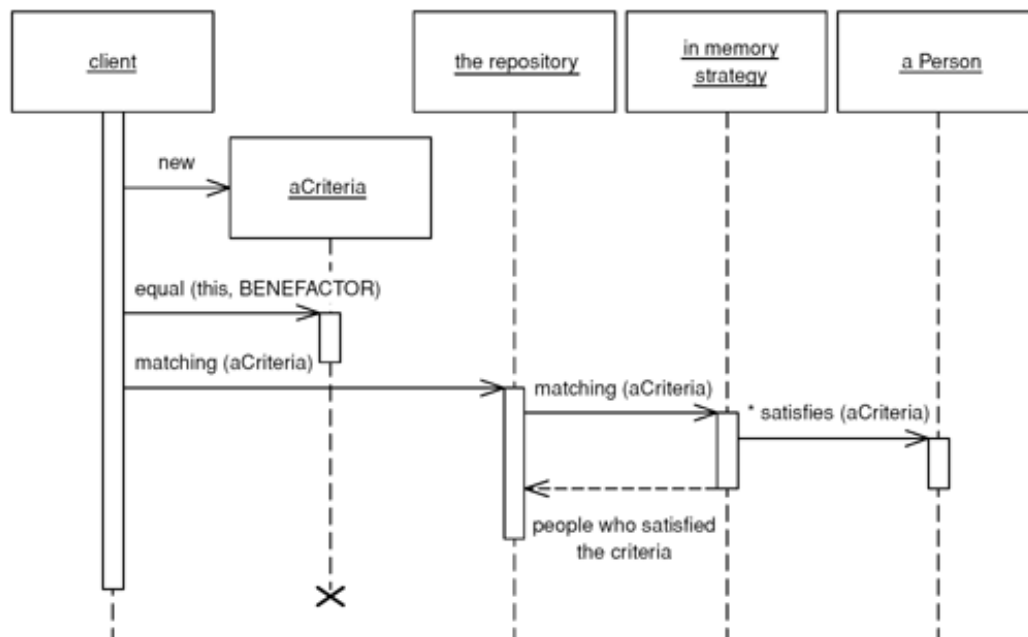 client
the repository
in memory
strategy
a Person
new
aCriteria
equal (this, BENEFACTOR)
matching (aCriteria)
matching (aCriteria)
* satisfies (aCriteria)
people who satisfied
the criteria